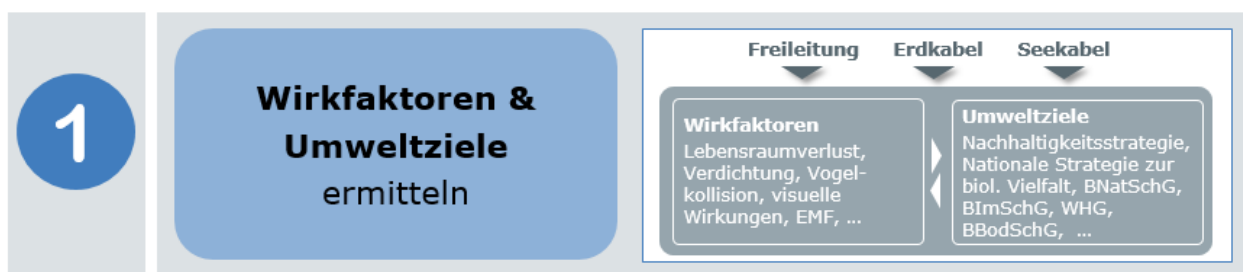 1
Wirkfaktoren &
Umweltziele
ermitteln
Freileitung Erdkabel Seekabel
Wirkfaktoren
Lebensraumverlust,
Verdichtung, Vogel-
kollision, visuelle
Wirkungen, EMF, ...
Umweltziele
Nachhaltigkeitsstrategie,
Nationale Strategie zur
biol. Vielfalt, BNatSchG,
BImSchG, WHG,
BBodSchG, ...